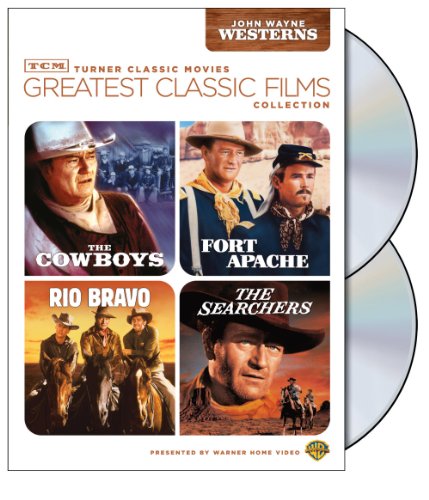 JOHN WAYNE
WESTERNS
TCM TURNER CLASSIC MOVIES
GREATEST CLASSIC FILMS
COLLECTION
THE
COWBOYS
FORT
APACHE
RIO BRAVO
THE
SEARCHERS
PRESENTED BY WARNER HOME VIDEO
WB